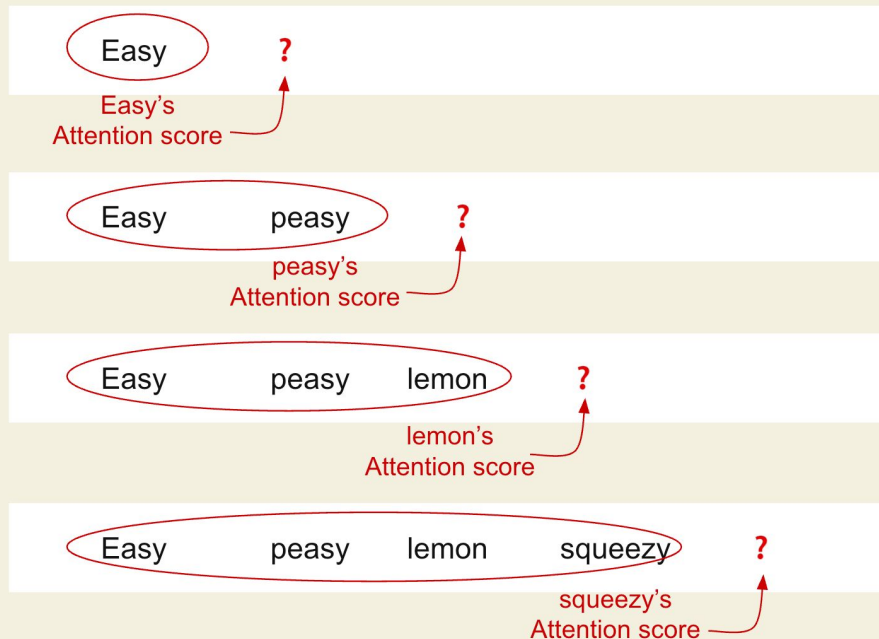 Easy ?
Easy's
Attention score
Easy peasy ?
peasy's
Attention score
Easy peasy lemon ?
lemon's
Attention score
Easy peasy lemon squeezy ?
squeezy's
Attention score